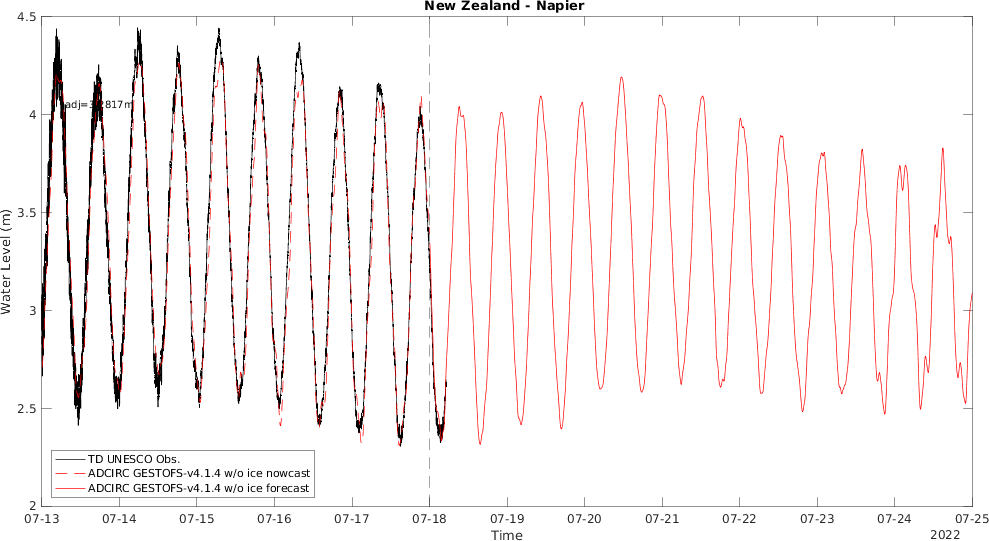 New Zealand - Napier
4.5
4
3.5
3
2.5
2
Water Level (m)
TD UNESCO Obs.
ADCIRC GESTOFS-v4.1.4 w/o ice nowcast
ADCIRC GESTOFS-v4.1.4 w/o ice forecast
07-13 07-14 07-15 07-16 07-17 07-18 07-19 07-20 07-21 07-22 07-23 07-24 07-25
Time
2022